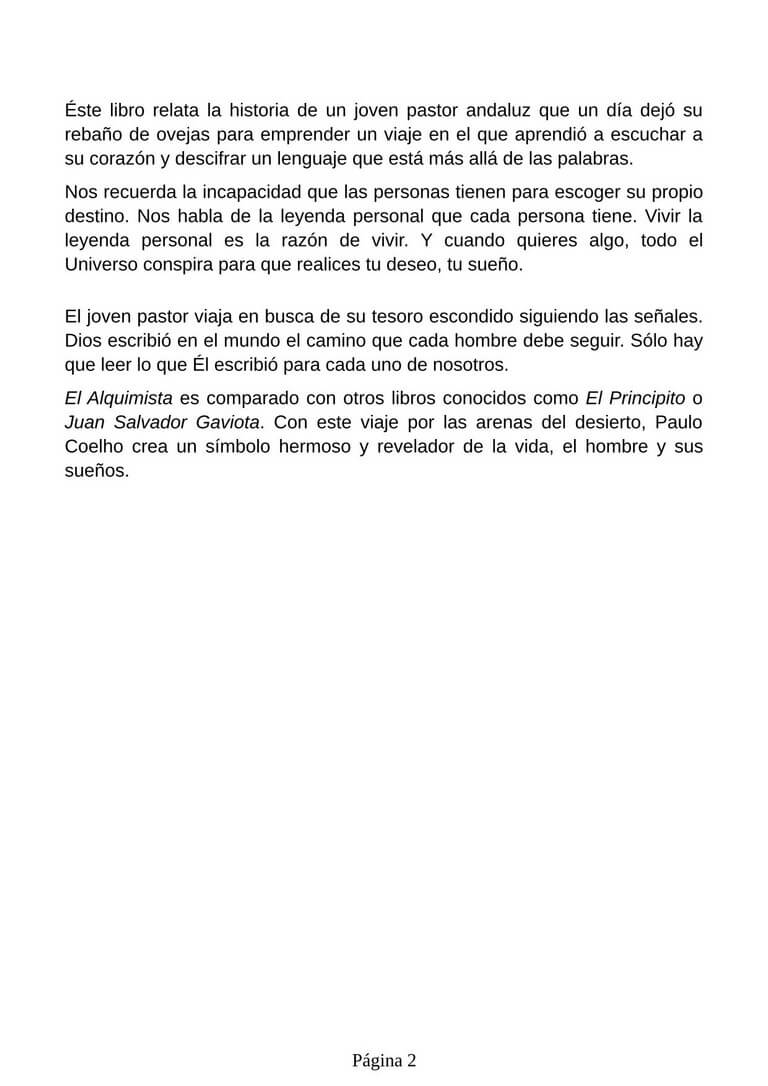 Éste libro relata la historia de un joven pastor andaluz que un día dejó su
rebaño de ovejas para emprender un viaje en el que aprendió a escuchar a
su corazón y descifrar un lenguaje que está más allá de las palabras.
Nos recuerda la incapacidad que las personas tienen para escoger su propio
destino. Nos habla de la leyenda personal que cada persona tiene. Vivir la
leyenda personal es la razón de vivir. Y cuando quieres algo, todo el
Universo conspira para que realices tu deseo, tu sueño.
El joven pastor viaja en busca de su tesoro escondido siguiendo las señales.
Dios escribió en el mundo el camino que cada hombre debe seguir. Sólo hay
que leer lo que Él escribió para cada uno de nosotros.
El Alquimista es comparado con otros libros conocidos como El Principito o
Juan Salvador Gaviota. Con este viaje por las arenas del desierto, Paulo
Coelho crea un símbolo hermoso y revelador de la vida, el hombre y sus
sueños.
Página 2